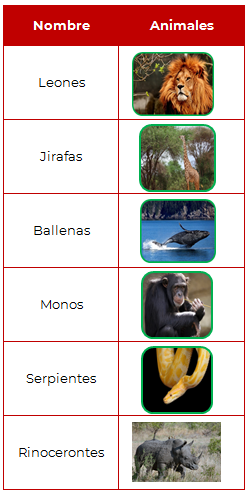 Nombre Animales
Leones
Jirafas
Ballenas
Monos
Serpientes
Rinocerontes